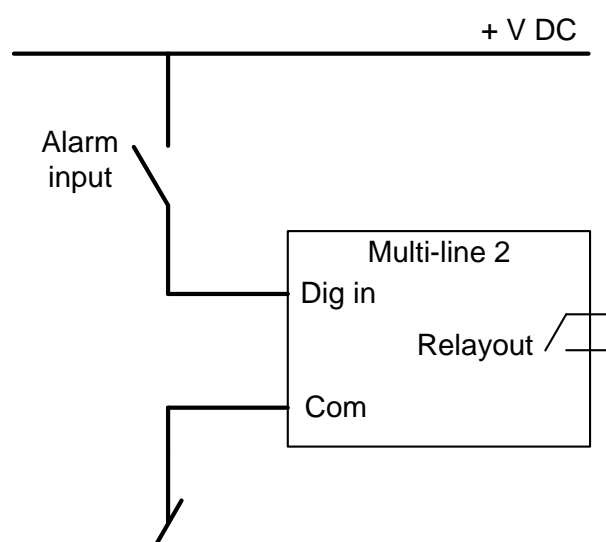 + V DC
Alarm
input
Multi-line 2
Dig in
Relayout
Com